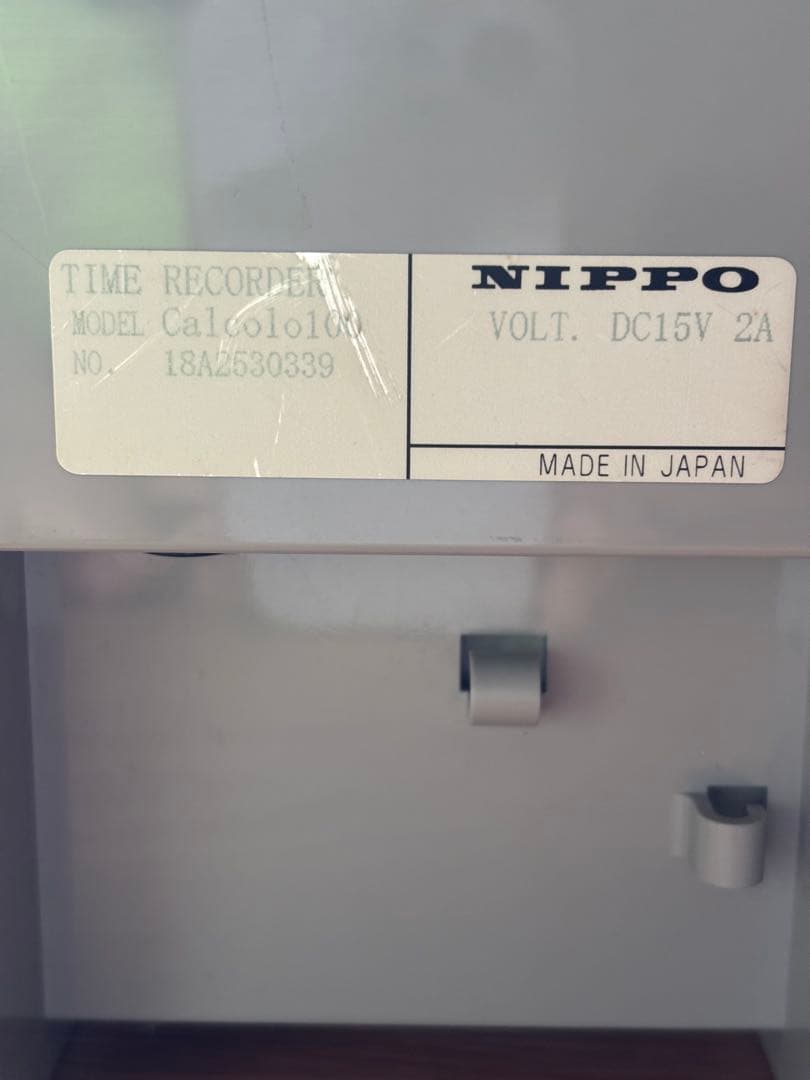 TIME RECORDER
MODEL Calcolo100
NO. 18A2530339
NIPPO
VOLT. DC15V 2A
MADE IN JAPAN